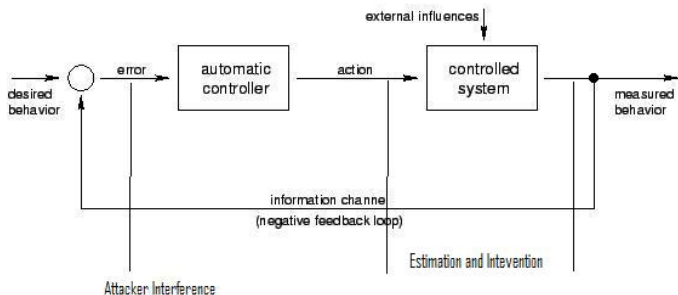 external influences
desired
behavior
error
automatic
controller
action
controlled
system
measured
behavior
information channel
(negative feedback loop)
Estimation and Intevention
Attacker Interference